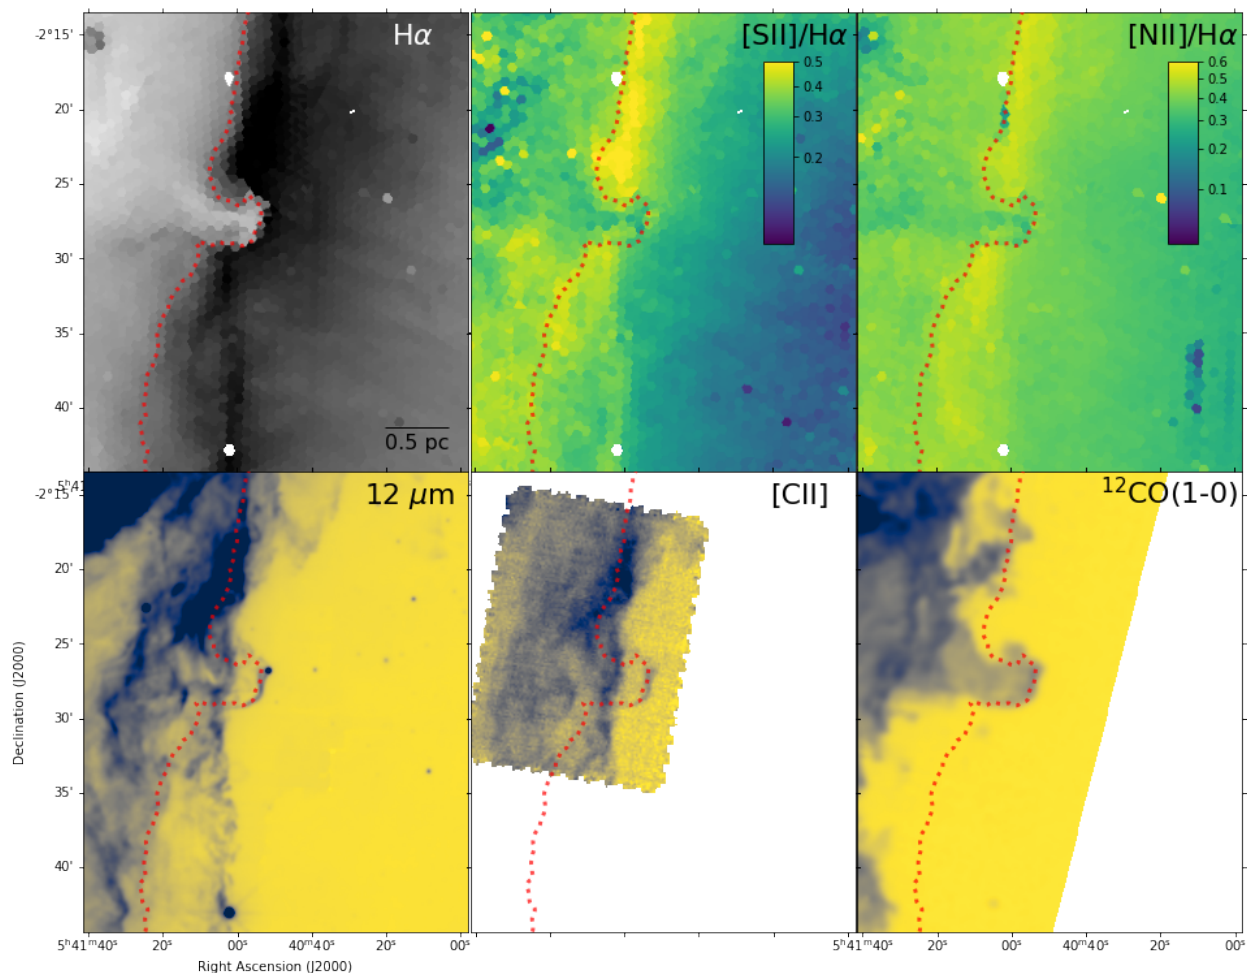 Hα
[SII]/Hα
[NII]/Hα
-2°15'
20'
25'
30'
35'
40'
0.5
0.4
0.3
0.2
0.6
0.5
0.4
0.3
0.2
0.1
0.5 pc
12 μm
[CII]
¹²CO(1-0)
5ʰ41
-2°15'
20'
25'
30'
35'
40'
Declination (J2000)
5ʰ41ᵐ40ˢ
20ˢ
00ˢ
40ᵐ40ˢ
20ˢ
00ˢ
5ʰ41ᵐ40ˢ
20ˢ
00ˢ
40ᵐ40ˢ
20ˢ
00ˢ
Right Ascension (J2000)